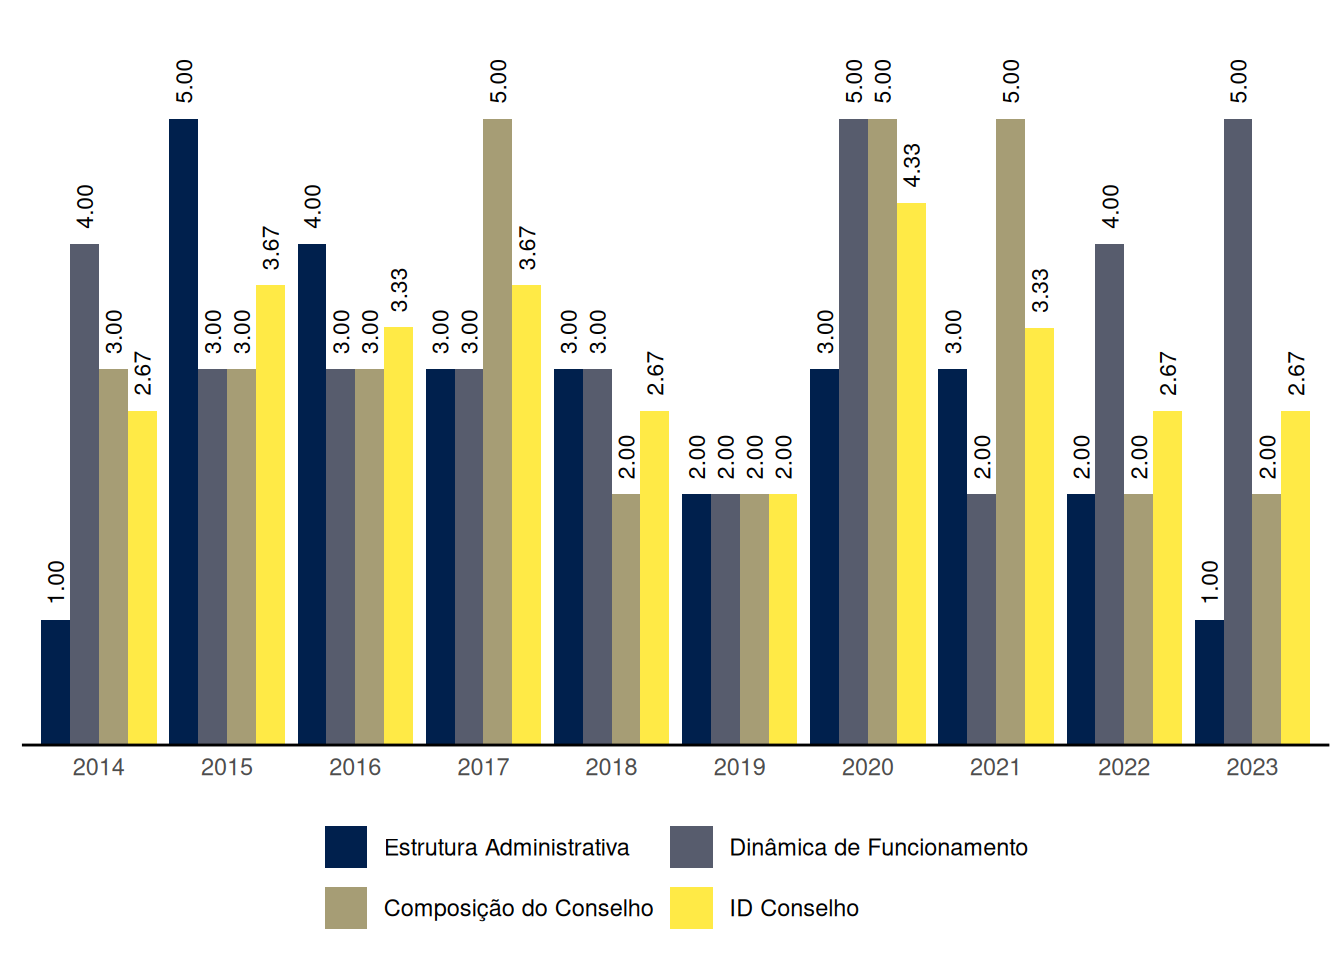 1.00 4.00 3.00 2.67
5.00 3.00 3.00 3.67
4.00 3.00 3.00 3.33
3.00 3.00 5.00 3.67
3.00 3.00 2.00 2.67
2.00 2.00 2.00 2.00
3.00 5.00 5.00 4.33
3.00 2.00 5.00 3.33
2.00 4.00 2.00 2.67
1.00 5.00 2.00 2.67
2014 2015 2016 2017 2018 2019 2020 2021 2022 2023
Estrutura Administrativa Dinâmica de Funcionamento
Composição do Conselho ID Conselho